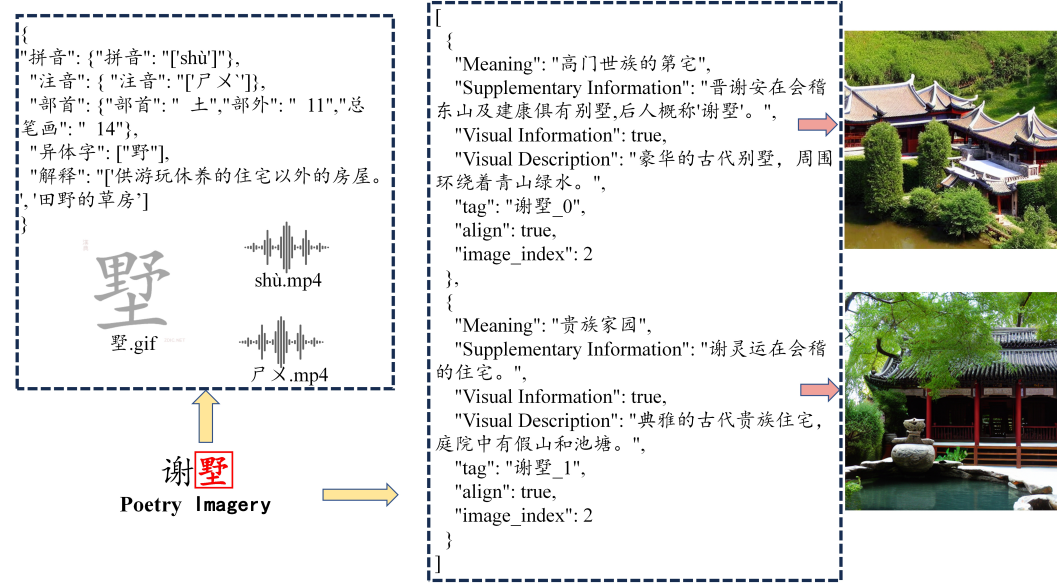 {
"拼音": {"拼音": "['shù']"},
"注音": { "注音": "['ㄕㄨˋ']},
"部首": {"部首": " 土","部外": " 11","总
笔画": " 14"},
"异体字": ["野"],
"解释": "['供游玩休养的住宅以外的房屋。
', '田野的草房’]
}
墅
墅.gif
shù.mp4
ㄕㄨ.mp4
谢墅
Poetry Imagery
[
{
"Meaning": "高门世族的第宅",
"Supplementary Information": "晋谢安在会稽
东山及建康俱有别墅,后人概称'谢墅'。",
"Visual Information": true,
"Visual Description": "豪华的古代别墅，周围
环绕着青山绿水。",
"tag": "谢墅_0",
"align": true,
"image_index": 2
},
{
"Meaning": "贵族家园",
"Supplementary Information": "谢灵运在会稽
的住宅。",
"Visual Information": true,
"Visual Description": "典雅的古代贵族住宅，
庭院中有假山和池塘。",
"tag": "谢墅_1",
"align": true,
"image_index": 2
}
]